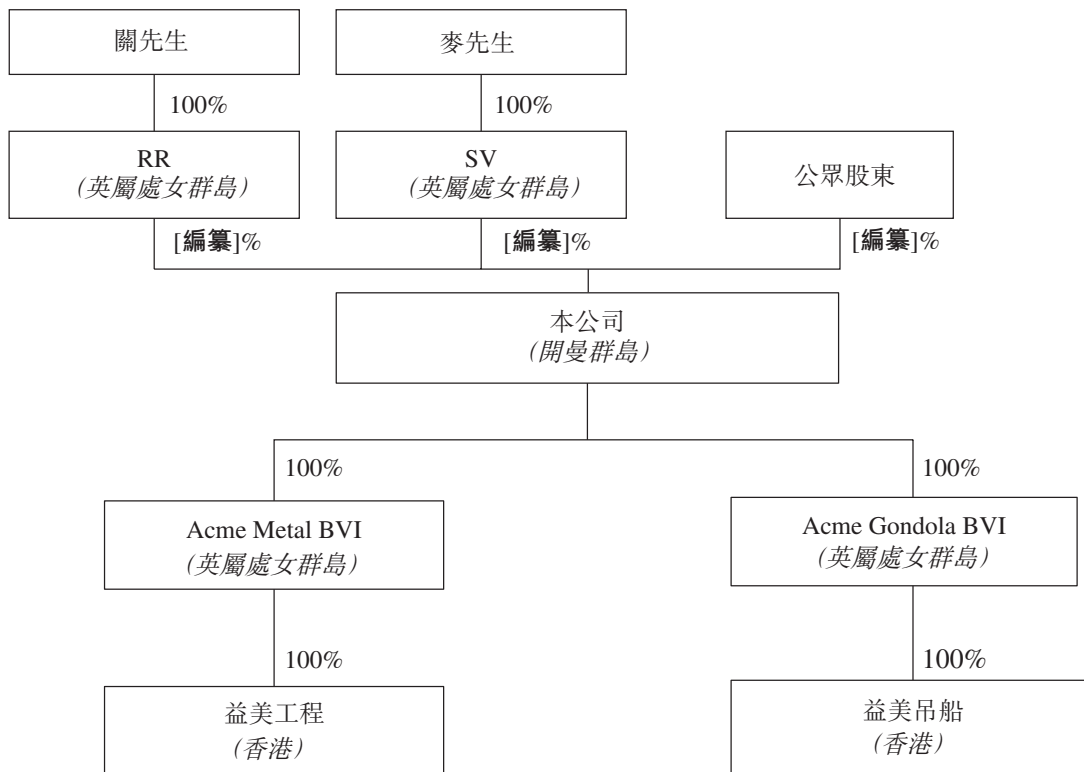 關先生
麥先生
100%
100%
RR
(英屬處女群島)
SV
(英屬處女群島)
公眾股東
[編纂]%
[編纂]%
[編纂]%
本公司
(開曼群島)
100%
100%
Acme Metal BVI
(英屬處女群島)
Acme Gondola BVI
(英屬處女群島)
100%
100%
益美工程
(香港)
益美吊船
(香港)